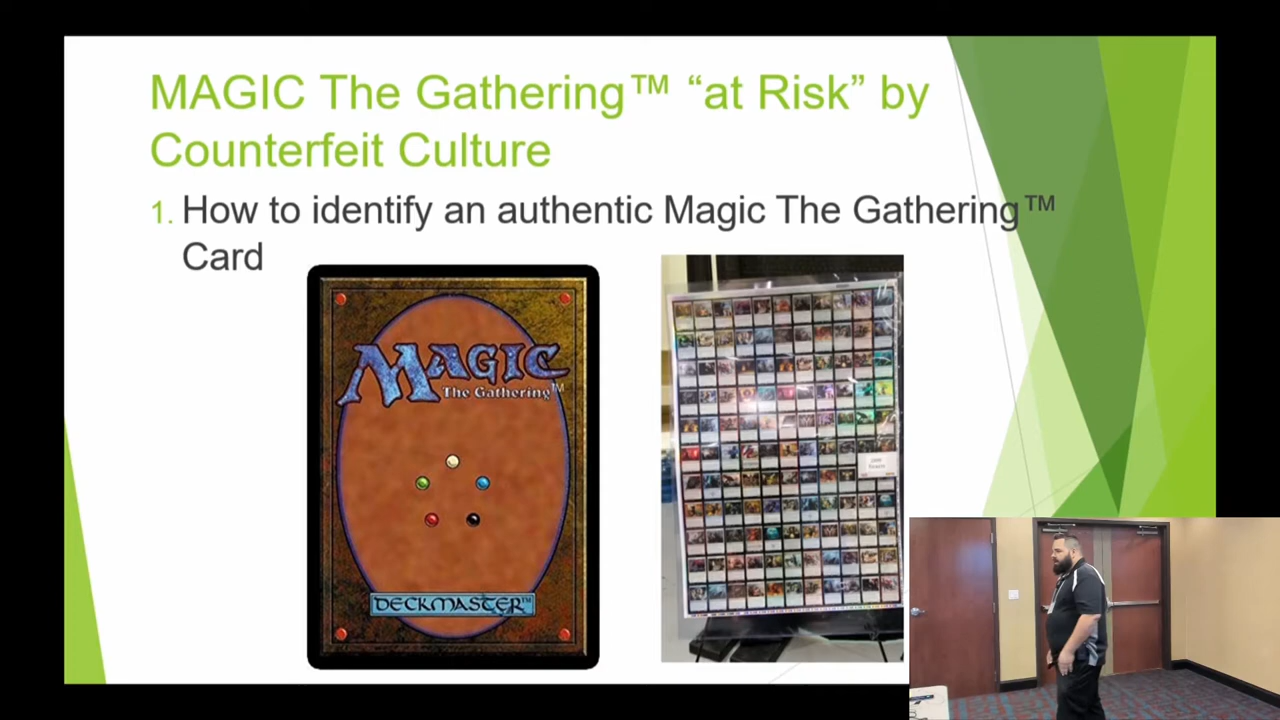 MAGIC The Gathering™ “at Risk” by
Counterfeit Culture
1. How to identify an authentic Magic The Gathering™
Card
MAGIC
The Gathering™
DECKMASTER™